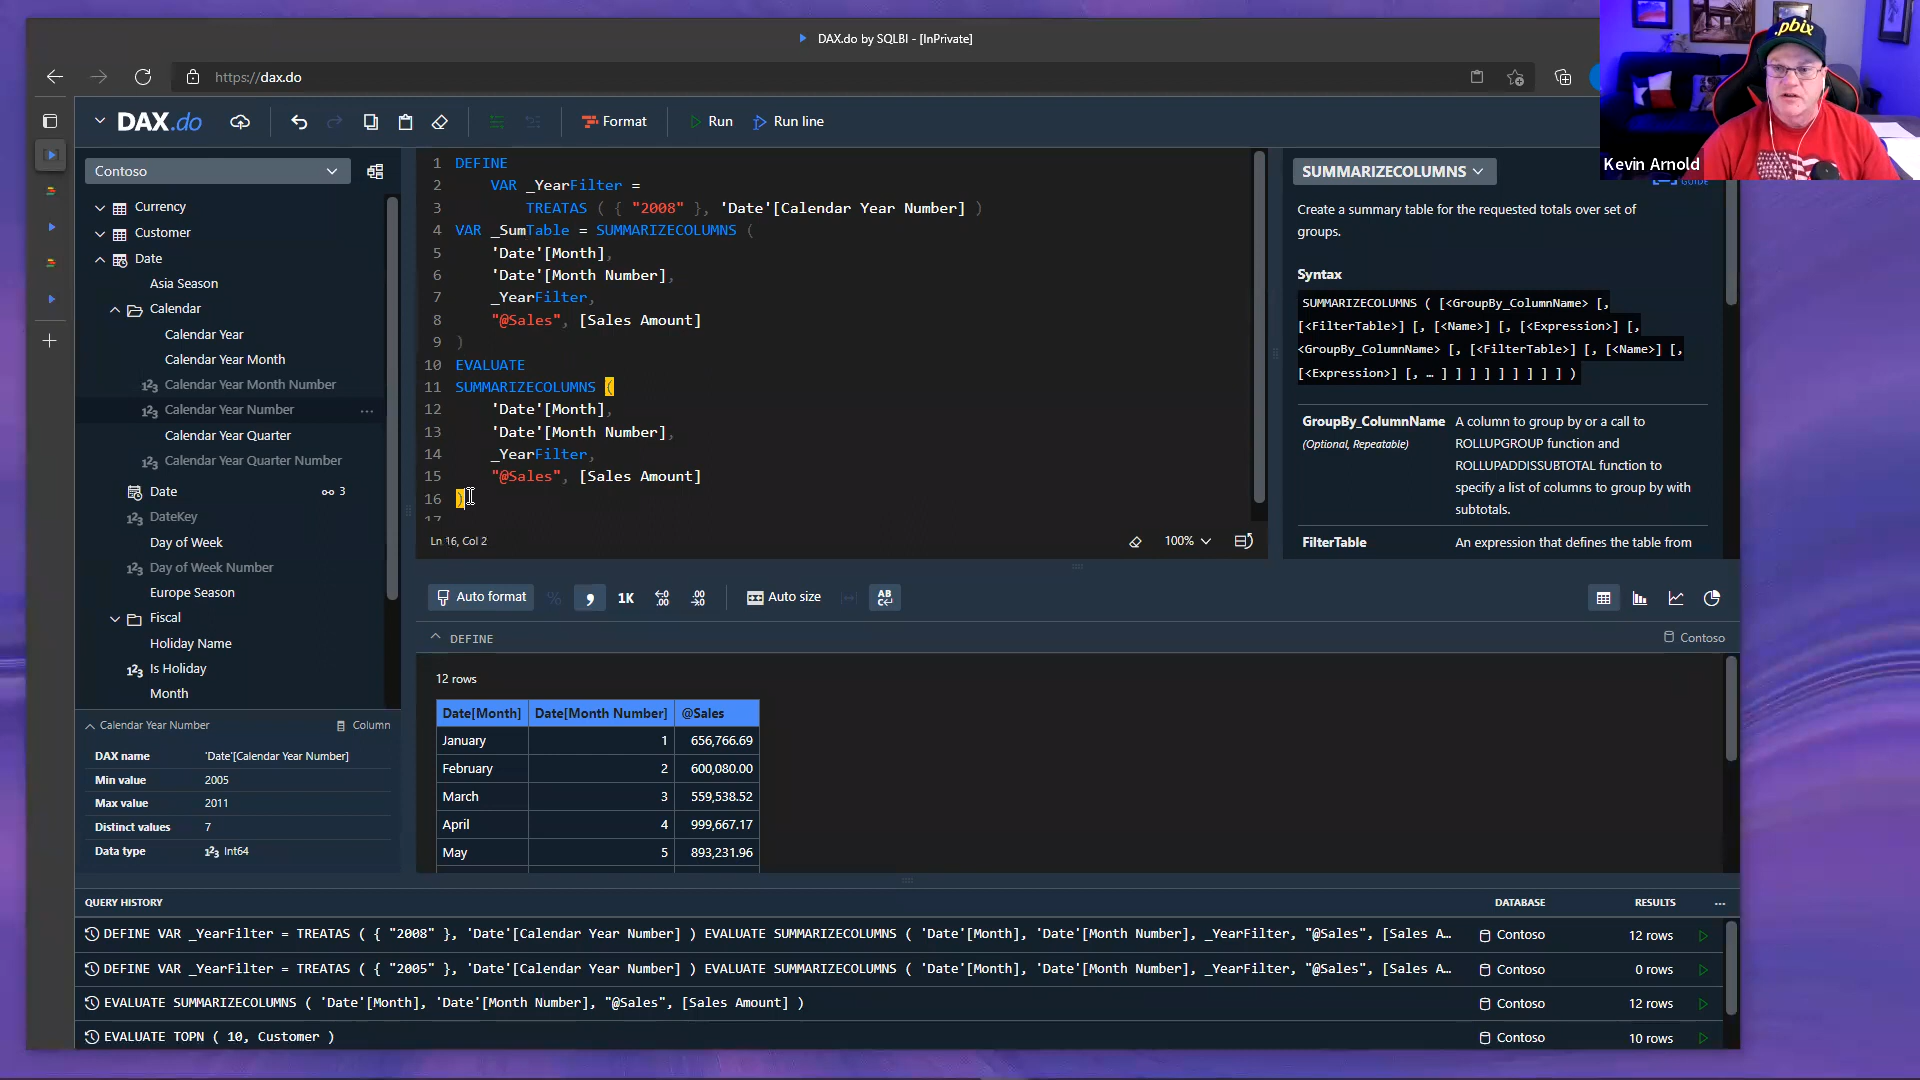 DAX.do by SQLBI - [InPrivate]
https://dax.do
.pbix
Kevin Arnold
DAX.do
Format
Run
Run line
Contoso
Currency
Customer
Date
Asia Season
Calendar
Calendar Year
Calendar Year Month
Calendar Year Month Number
Calendar Year Number
Calendar Year Quarter
Calendar Year Quarter Number
Date
3
DateKey
Day of Week
Day of Week Number
Europe Season
Fiscal
Holiday Name
Is Holiday
Month
Calendar Year Number
Column
DAX name 'Date'[Calendar Year Number]
Min value 2005
Max value 2011
Distinct values 7
Data type 123 Int64
1 DEFINE
2 VAR _YearFilter =
3 TREATAS ( { "2008" }, 'Date'[Calendar Year Number] )
4 VAR _SumTable = SUMMARIZECOLUMNS (
5 'Date'[Month],
6 'Date'[Month Number],
7 _YearFilter,
8 "@Sales", [Sales Amount]
9 )
10 EVALUATE
11 SUMMARIZECOLUMNS (
12 'Date'[Month],
13 'Date'[Month Number],
14 _YearFilter,
15 "@Sales", [Sales Amount]
16 )
17
Ln 16, Col 2
100%
SUMMARIZECOLUMNS
GUIDE
Create a summary table for the requested totals over set of
groups.
Syntax
SUMMARIZECOLUMNS ( [<GroupBy_ColumnName> [,
[<FilterTable>] [, [<Name>] [, [<Expression>] [,
<GroupBy_ColumnName> [, [<FilterTable>] [, [<Name>] [,
[<Expression>] [, … ] ] ] ] ] ] ] ] ] )
GroupBy_ColumnName A column to group by or a call to
(Optional, Repeatable) ROLLUPGROUP function and
ROLLUPADDISSUBTOTAL function to
specify a list of columns to group by with
subtotals.
FilterTable An expression that defines the table from
Auto format
%
,
1K
Auto size
DEFINE
Contoso
12 rows
Date[Month] Date[Month Number] @Sales
January 1 656,766.69
February 2 600,080.00
March 3 559,538.52
April 4 999,667.17
May 5 893,231.96
QUERY HISTORY DATABASE RESULTS ...
DEFINE VAR _YearFilter = TREATAS ( { "2008" }, 'Date'[Calendar Year Number] ) EVALUATE SUMMARIZECOLUMNS ( 'Date'[Month], 'Date'[Month Number], _YearFilter, "@Sales", [Sales A... Contoso 12 rows
DEFINE VAR _YearFilter = TREATAS ( { "2005" }, 'Date'[Calendar Year Number] ) EVALUATE SUMMARIZECOLUMNS ( 'Date'[Month], 'Date'[Month Number], _YearFilter, "@Sales", [Sales A... Contoso 0 rows
EVALUATE SUMMARIZECOLUMNS ( 'Date'[Month], 'Date'[Month Number], "@Sales", [Sales Amount] ) Contoso 12 rows
EVALUATE TOPN ( 10, Customer ) Contoso 10 rows